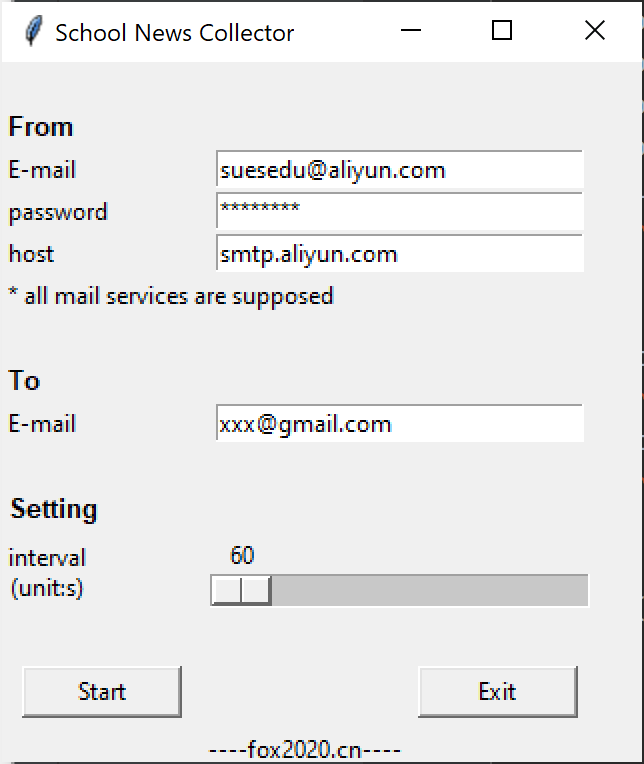 School News Collector
From
E-mail suesedu@aliyun.com
password ********
host smtp.aliyun.com
* all mail services are supposed
To
E-mail xxx@gmail.com
Setting
interval 60
(unit:s)
Start Exit
----fox2020.cn----